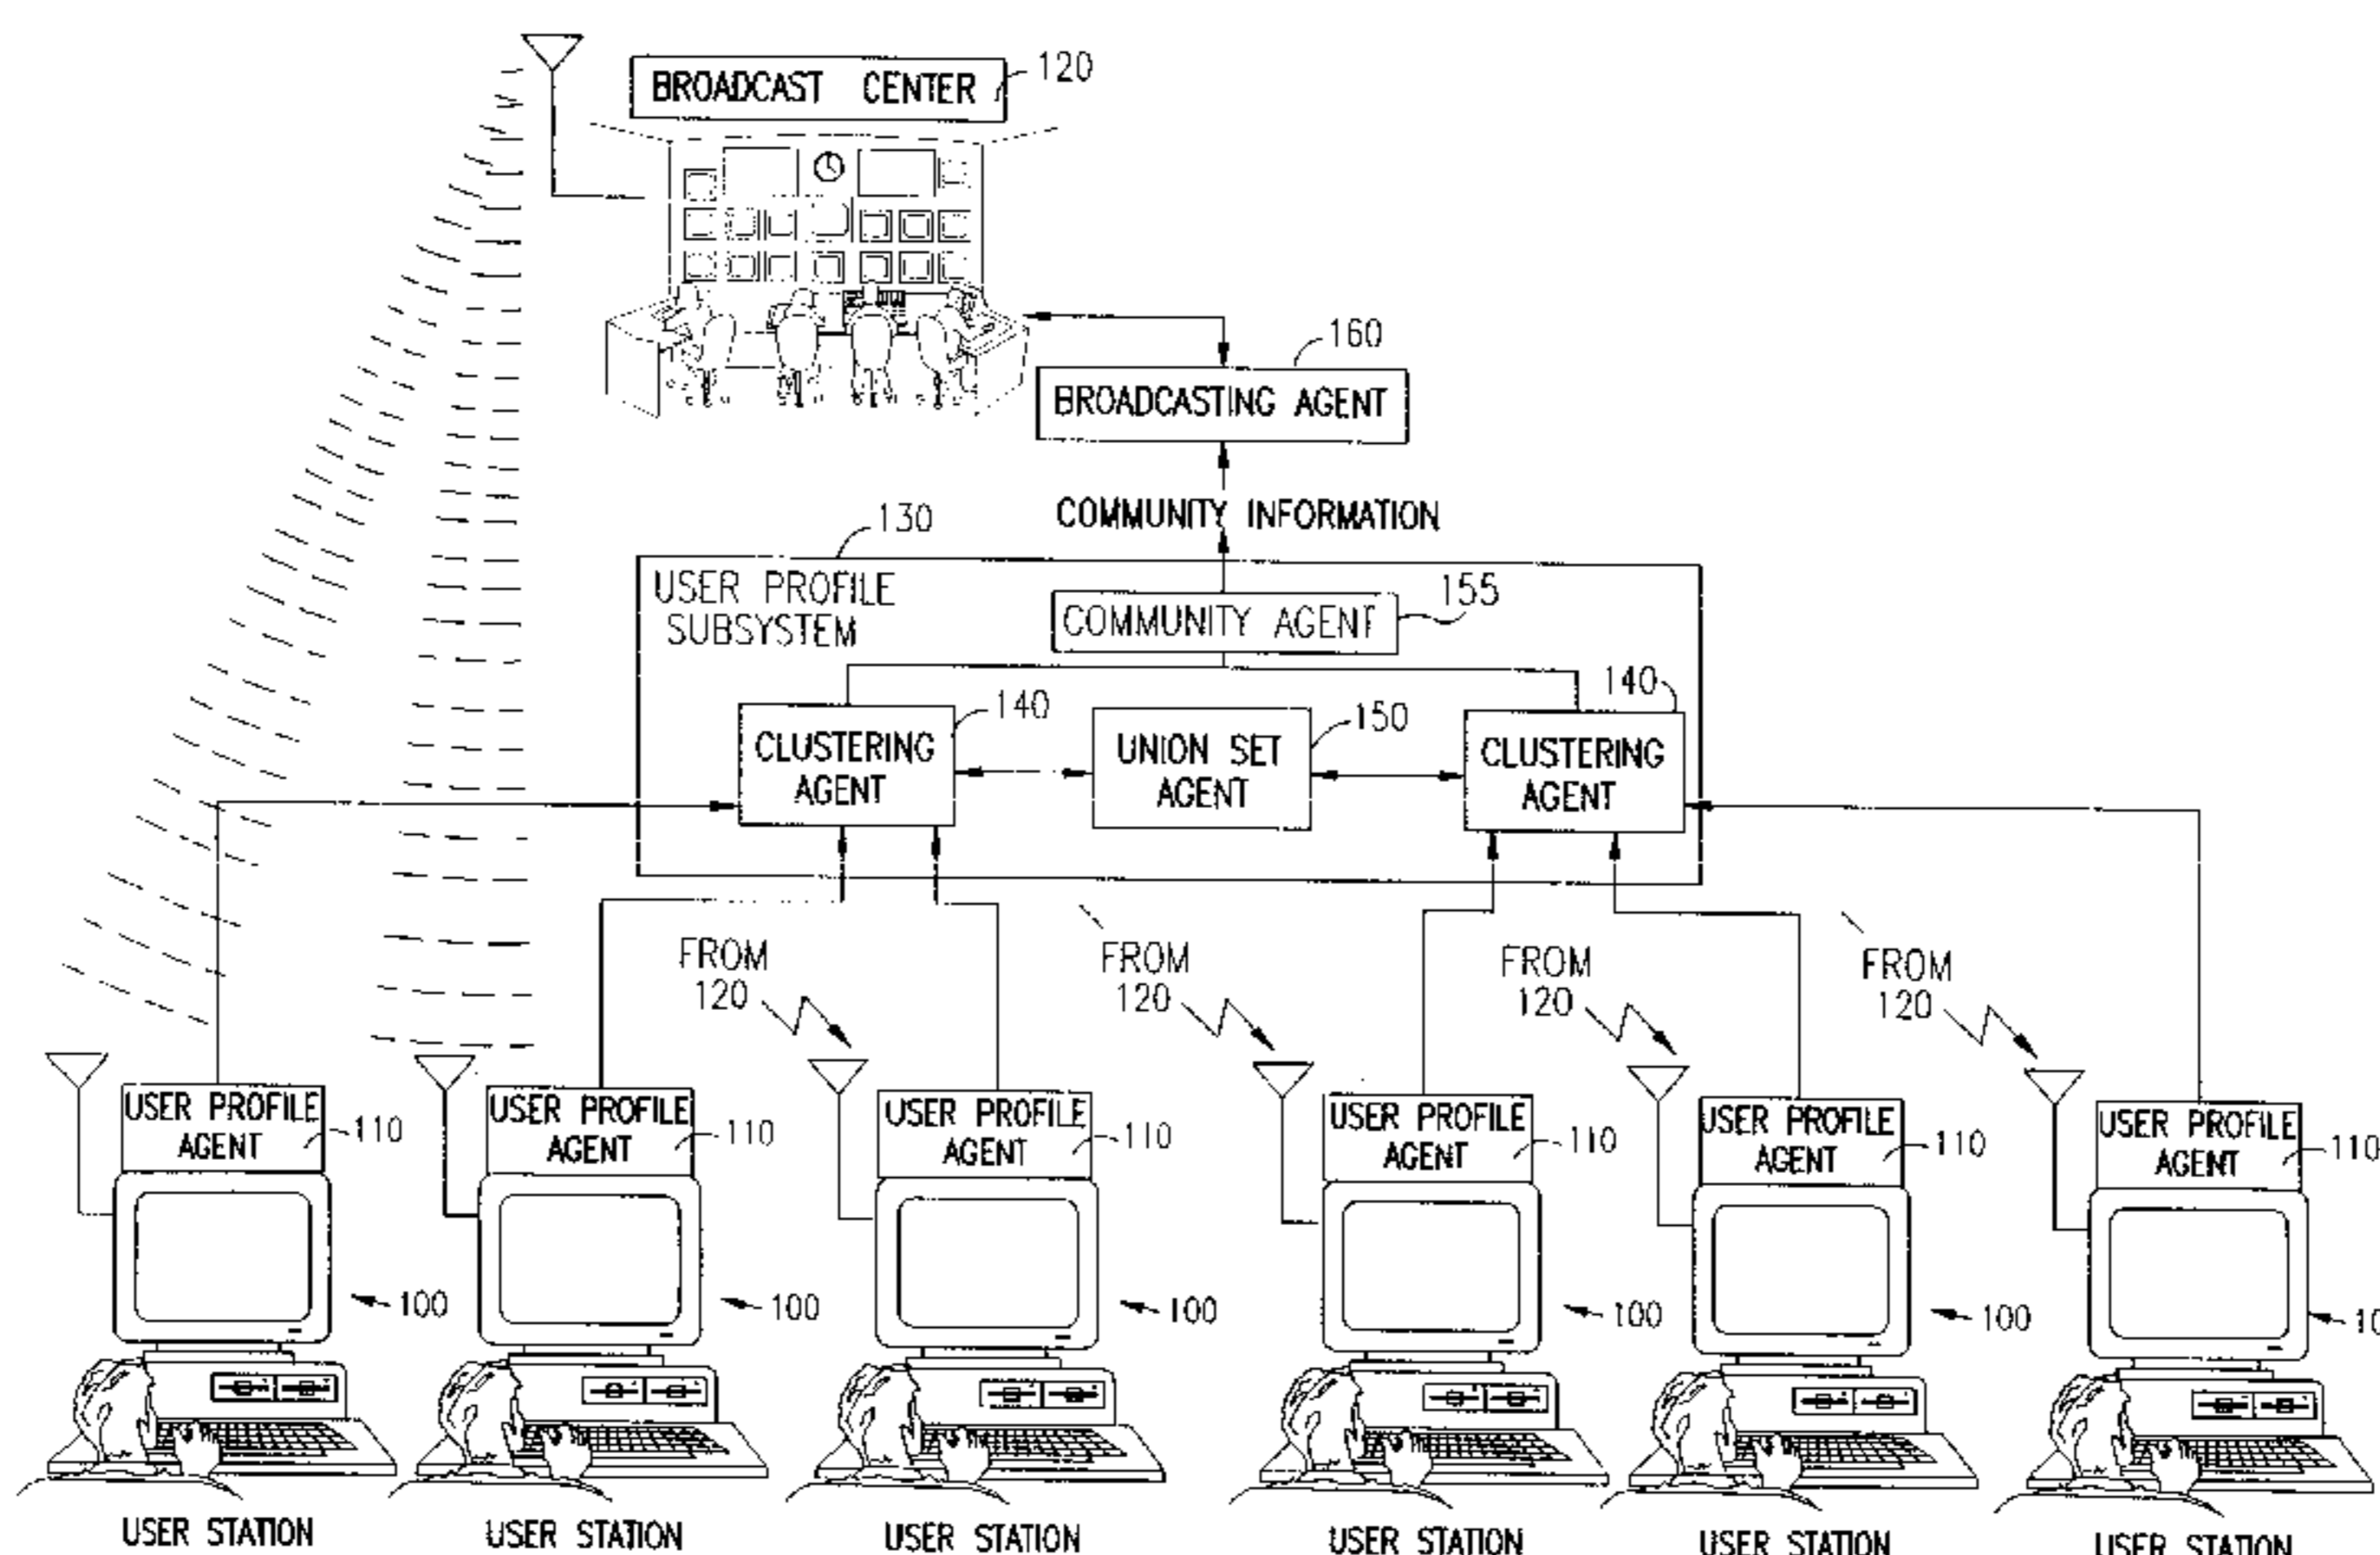 BROADCAST CENTER
120
160
BROADCASTING AGENT
COMMUNITY INFORMATION
130
USER PROFILE
SUBSYSTEM
155
COMMUNITY AGENT
140
CLUSTERING
AGENT
150
UNION SET
AGENT
140
CLUSTERING
AGENT
FROM
120
FROM
120
FROM
120
FROM
120
USER PROFILE
AGENT
110
USER PROFILE
AGENT
110
USER PROFILE
AGENT
110
USER PROFILE
AGENT
110
USER PROFILE
AGENT
110
USER PROFILE
AGENT
110
100
100
100
100
100
USER STATION
USER STATION
USER STATION
USER STATION
USER STATION
USER STATION